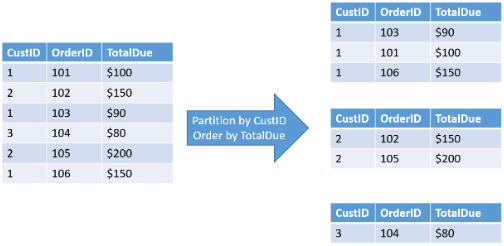 CustID OrderID TotalDue
1 101 $100
2 102 $150
1 103 $90
3 104 $80
2 105 $200
1 106 $150
Partition by CustID
Order by TotalDue
CustID OrderID TotalDue
1 103 $90
1 101 $100
1 106 $150
CustID OrderID TotalDue
2 102 $150
2 105 $200
CustID OrderID TotalDue
3 104 $80